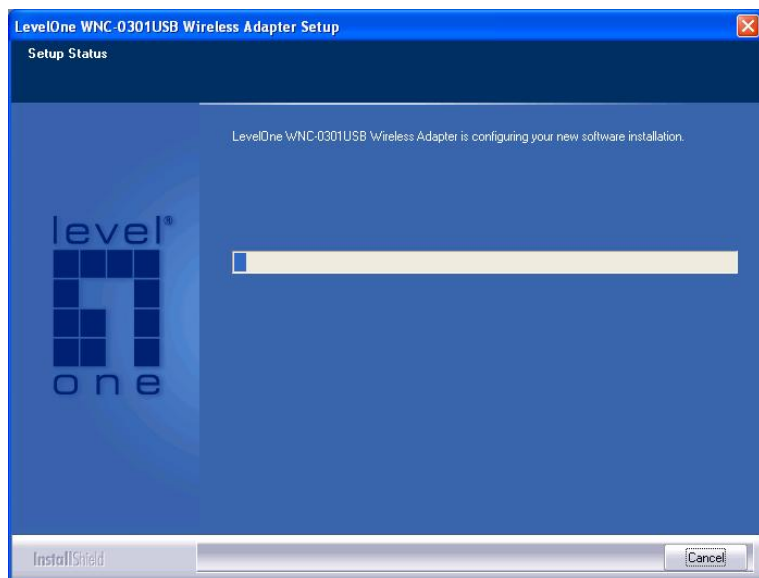 LevelOne WNC-0301USB Wireless Adapter Setup
Setup Status
LevelOne WNC-0301USB Wireless Adapter is configuring your new software installation.
level®
one
InstallShield
Cancel